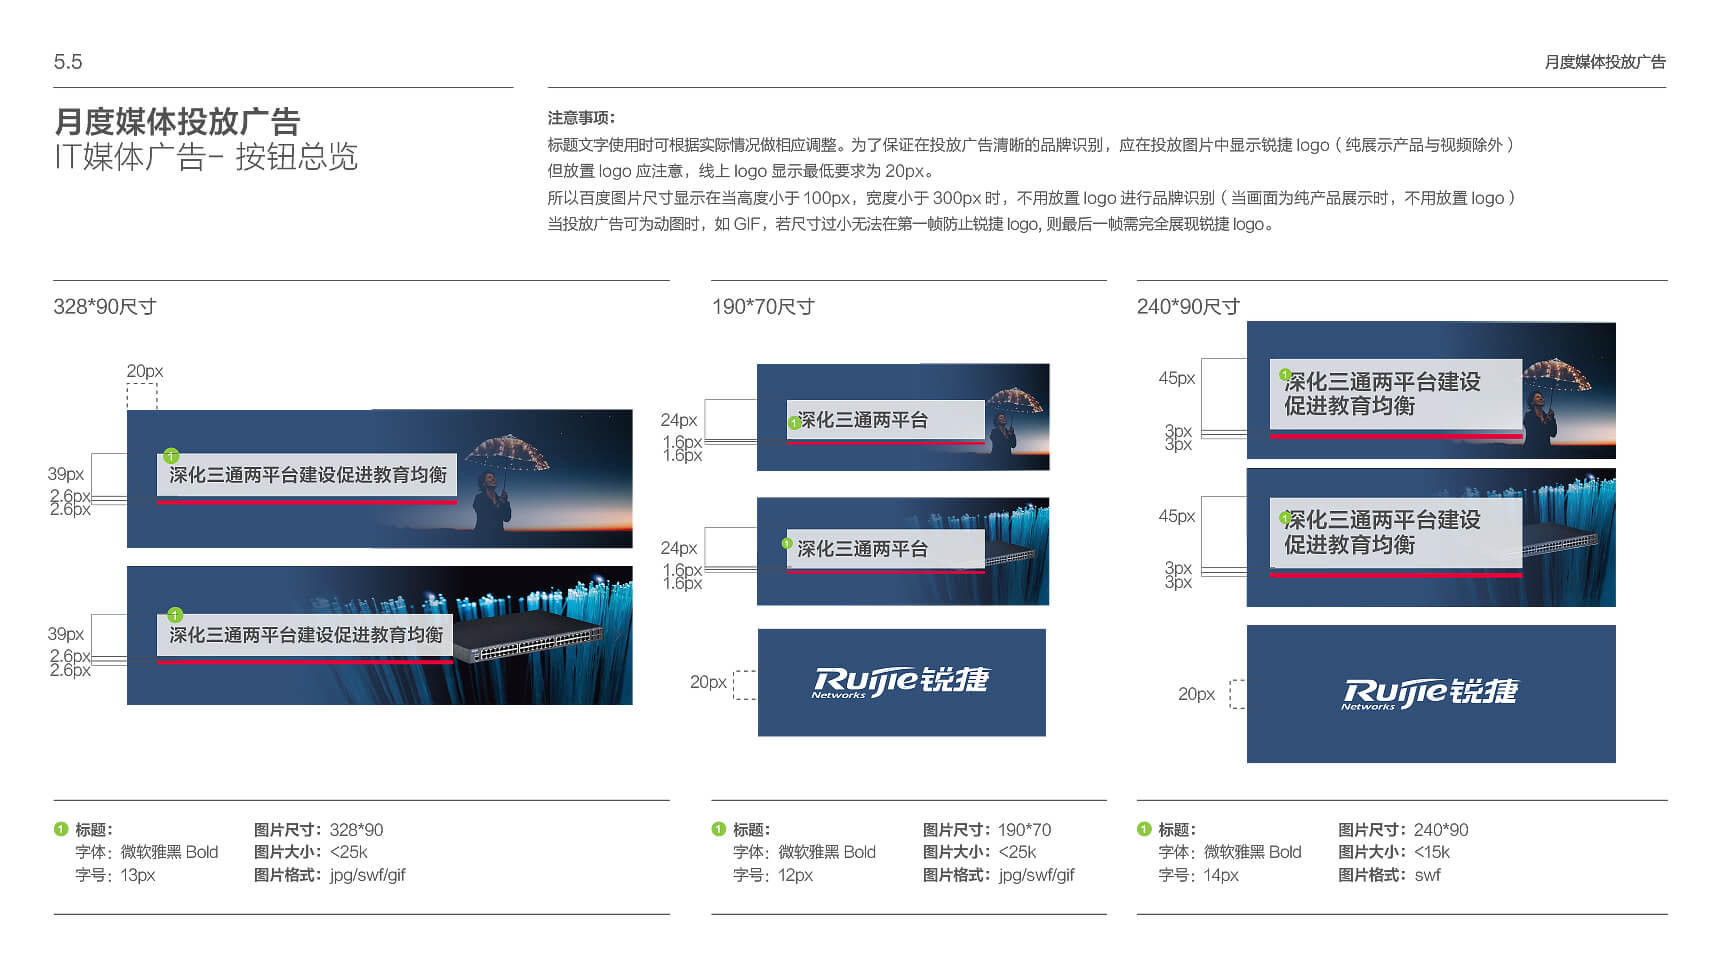 5.5
月度媒体投放广告
月度媒体投放广告
IT媒体广告- 按钮总览
注意事项：
标题文字使用时可根据实际情况做相应调整。为了保证在投放广告清晰的品牌识别，应在投放图片中显示锐捷 logo（纯展示产品与视频除外）
但放置 logo 应注意，线上 logo 显示最低要求为 20px。
所以百度图片尺寸显示在当高度小于 100px，宽度小于 300px 时，不用放置 logo 进行品牌识别（当画面为纯产品展示时，不用放置 logo）
当投放广告可为动图时，如 GIF，若尺寸过小无法在第一帧防止锐捷 logo, 则最后一帧需完全展现锐捷 logo。
328*90尺寸
20px
39px
2.6px
2.6px
1
深化三通两平台建设促进教育均衡
39px
2.6px
2.6px
1
深化三通两平台建设促进教育均衡
190*70尺寸
24px
1.6px
1.6px
1
深化三通两平台
24px
1.6px
1.6px
1
深化三通两平台
20px
Ruijie锐捷
Networks
240*90尺寸
45px
3px
3px
1
深化三通两平台建设
促进教育均衡
45px
3px
3px
1
深化三通两平台建设
促进教育均衡
20px
Ruijie锐捷
Networks
1 标题：
字体：微软雅黑 Bold
字号：13px
图片尺寸：328*90
图片大小：<25k
图片格式：jpg/swf/gif
1 标题：
字体：微软雅黑 Bold
字号：12px
图片尺寸：190*70
图片大小：<25k
图片格式：jpg/swf/gif
1 标题：
字体：微软雅黑 Bold
字号：14px
图片尺寸：240*90
图片大小：<15k
图片格式：swf